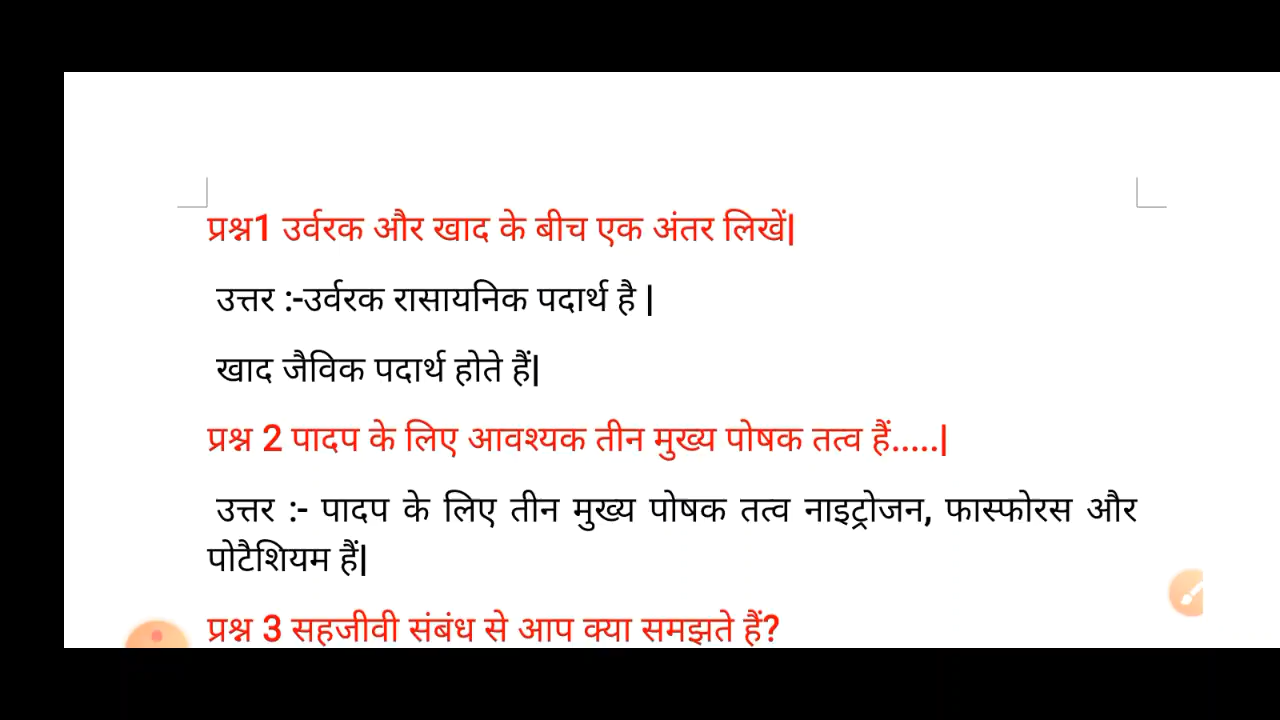 प्रश्न1 उर्वरक और खाद के बीच एक अंतर लिखें|
उत्तर :-उर्वरक रासायनिक पदार्थ है |
खाद जैविक पदार्थ होते हैं|
प्रश्न 2 पादप के लिए आवश्यक तीन मुख्य पोषक तत्व हैं.....|
उत्तर :- पादप के लिए तीन मुख्य पोषक तत्व नाइट्रोजन, फास्फोरस और
पोटैशियम हैं|
प्रश्न 3 सहजीवी संबंध से आप क्या समझते हैं?